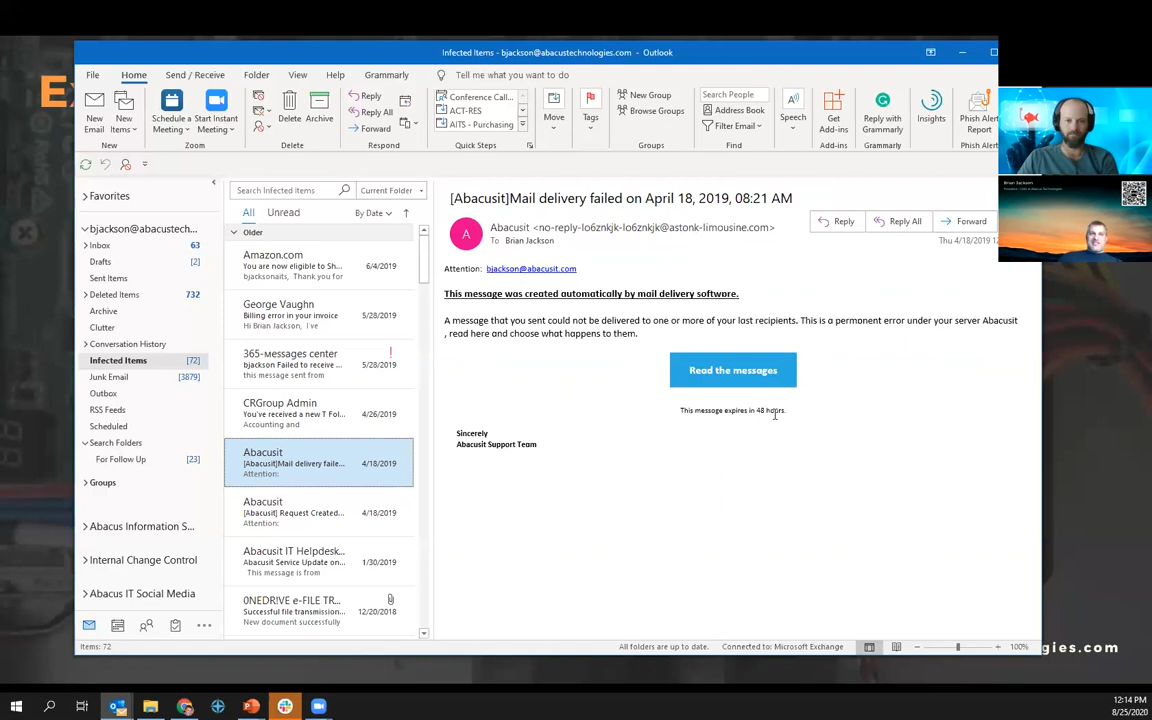 Infected Items - bjackson@abacustechnologies.com - Outlook
File Home Send / Receive Folder View Help Grammarly Tell me what you want to do
New Email
New Items
New
Schedule a Meeting
Start Instant Meeting
Zoom
Delete
Archive
Delete
Reply
Reply All
Forward
Respond
Conference Call...
ACT-RES
AITS - Purchasing
Quick Steps
Move
Tags
New Group
Browse Groups
Groups
Search People
Address Book
Filter Email
Find
Speech
Get Add-ins
Add-ins
Reply with Grammarly
Grammarly
Insights
Phish Alert Report
Phish Alert
Favorites
bjackson@abacustech...
Inbox 63
Drafts [2]
Sent Items
Deleted Items 732
Archive
Clutter
Conversation History
Infected Items [72]
Junk Email [3879]
Outbox
RSS Feeds
Scheduled
Search Folders
For Follow Up [23]
Groups
Abacus Information S...
Internal Change Control
Abacus IT Social Media
Search Infected Items Current Folder
All Unread By Date
Older
Amazon.com
You are now eligible to Sh... 6/4/2019
bjacksonaits, Thank you for
George Vaughn
Billing error in your invoice 5/28/2019
Hi Brian Jackson, I've
365-мessages center !
bjackson Failed to receive ... 5/28/2019
this message sent from
CRGroup Admin
You've received a new T Fol... 4/26/2019
Accounting and
Abacusit
[Abacusit]Mail delivery faile... 4/18/2019
Attention:
Abacusit
[Abacusit] Request Created... 4/18/2019
Attention:
Abacusit IT Helpdesk...
Abacus Service Update on... 1/30/2019
This message is from
0NEDR!VE e-FILE TR...
Successful file transmission... 12/20/2018
New document successfully
[Abacusit]Mail delivery failed on April 18, 2019, 08:21 AM
A
Abacusit <no-reply-lo6znkjk-lo6znkjk@astonk-limousine.com>
To Brian Jackson
Reply Reply All Forward
Thu 4/18/2019 12
Attention: bjackson@abacusit.com
This message was created automatically by mail delivery software.
A message that you sent could not be delivered to one or more of your last recipients. This is a permanent error under your server Abacusit
, read here and choose what happens to them.
Read the messages
This message expires in 48 hours.
Sincerely
Abacusit Support Team
Brian Jackson
Items: 72 All folders are up to date. Connected to: Microsoft Exchange 100%
gies.com
12:14 PM
8/25/2020